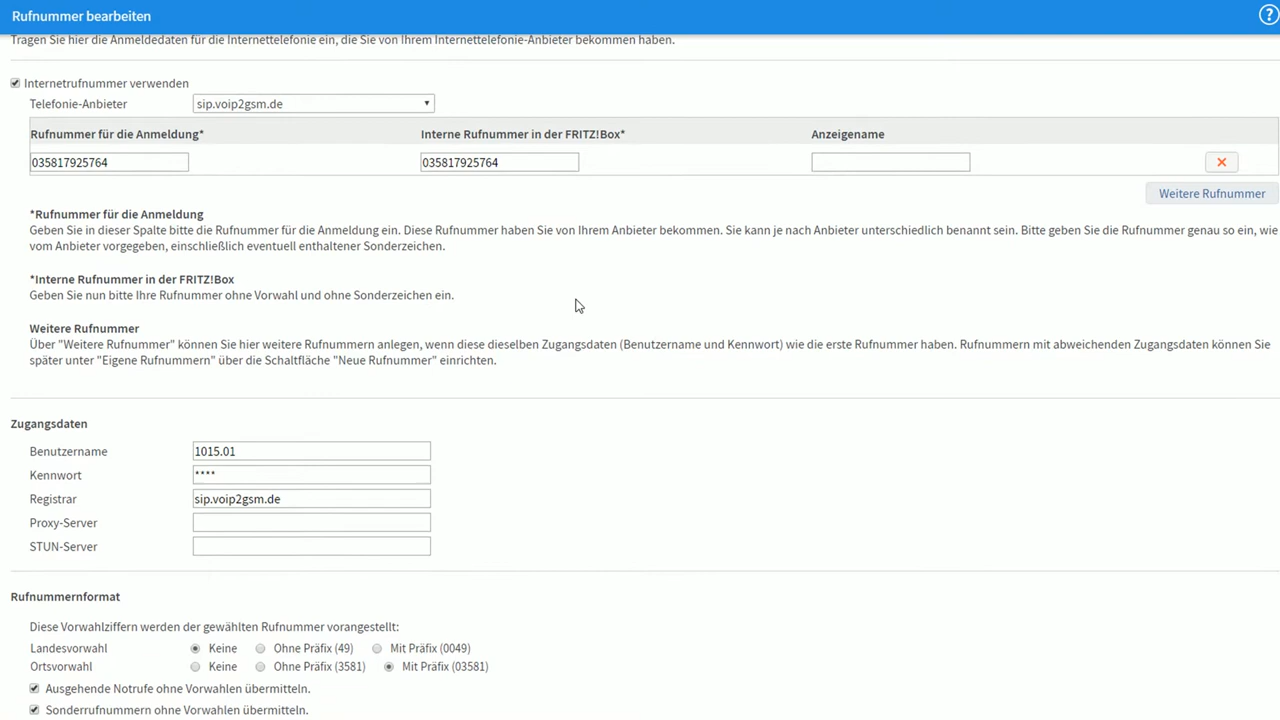 Rufnummer bearbeiten
Tragen Sie hier die Anmeldedaten für die Internettelefonie ein, die Sie von Ihrem Internettelefonie-Anbieter bekommen haben.
Internetrufnummer verwenden
Telefonie-Anbieter sip.voip2gsm.de
Rufnummer für die Anmeldung* Interne Rufnummer in der FRITZ!Box* Anzeigename
035817925764 035817925764
Weitere Rufnummer
*Rufnummer für die Anmeldung
Geben Sie in dieser Spalte bitte die Rufnummer für die Anmeldung ein. Diese Rufnummer haben Sie von Ihrem Anbieter bekommen. Sie kann je nach Anbieter unterschiedlich benannt sein. Bitte geben Sie die Rufnummer genau so ein, wie
vom Anbieter vorgegeben, einschließlich eventuell enthaltener Sonderzeichen.
*Interne Rufnummer in der FRITZ!Box
Geben Sie nun bitte Ihre Rufnummer ohne Vorwahl und ohne Sonderzeichen ein.
Weitere Rufnummer
Über "Weitere Rufnummer" können Sie hier weitere Rufnummern anlegen, wenn diese dieselben Zugangsdaten (Benutzername und Kennwort) wie die erste Rufnummer haben. Rufnummern mit abweichenden Zugangsdaten können Sie
später unter "Eigene Rufnummern" über die Schaltfläche "Neue Rufnummer" einrichten.
Zugangsdaten
Benutzername 1015.01
Kennwort ****
Registrar sip.voip2gsm.de
Proxy-Server
STUN-Server
Rufnummernformat
Diese Vorwahlziffern werden der gewählten Rufnummer vorangestellt:
Landesvorwahl Keine Ohne Präfix (49) Mit Präfix (0049)
Ortsvorwahl Keine Ohne Präfix (3581) Mit Präfix (03581)
Ausgehende Notrufe ohne Vorwahlen übermitteln.
Sonderrufnummern ohne Vorwahlen übermitteln.